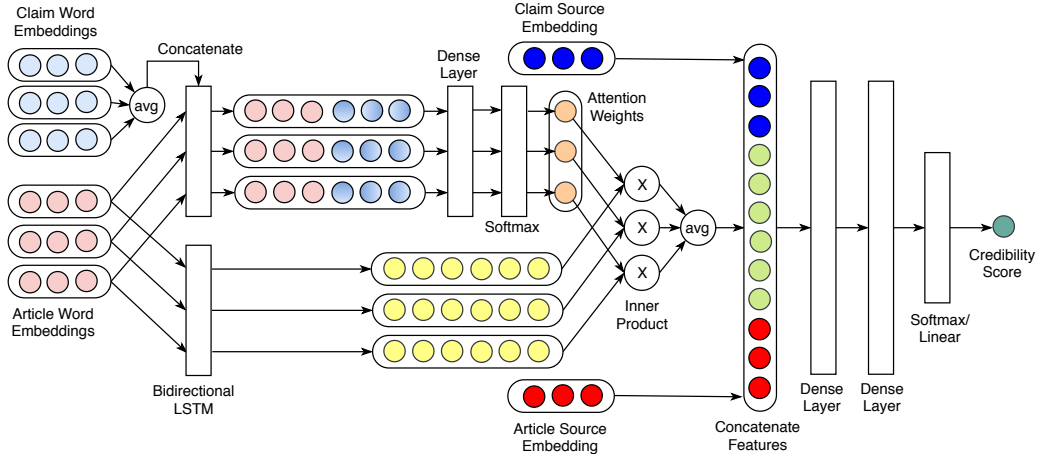 Claim Word
Embeddings
Concatenate
avg
Claim Source
Embedding
Dense
Layer
Attention
Weights
Softmax
X
X
X
avg
Inner
Product
Article Word
Embeddings
Bidirectional
LSTM
Article Source
Embedding
Concatenate
Features
Dense
Layer
Dense
Layer
Softmax/
Linear
Credibility
Score